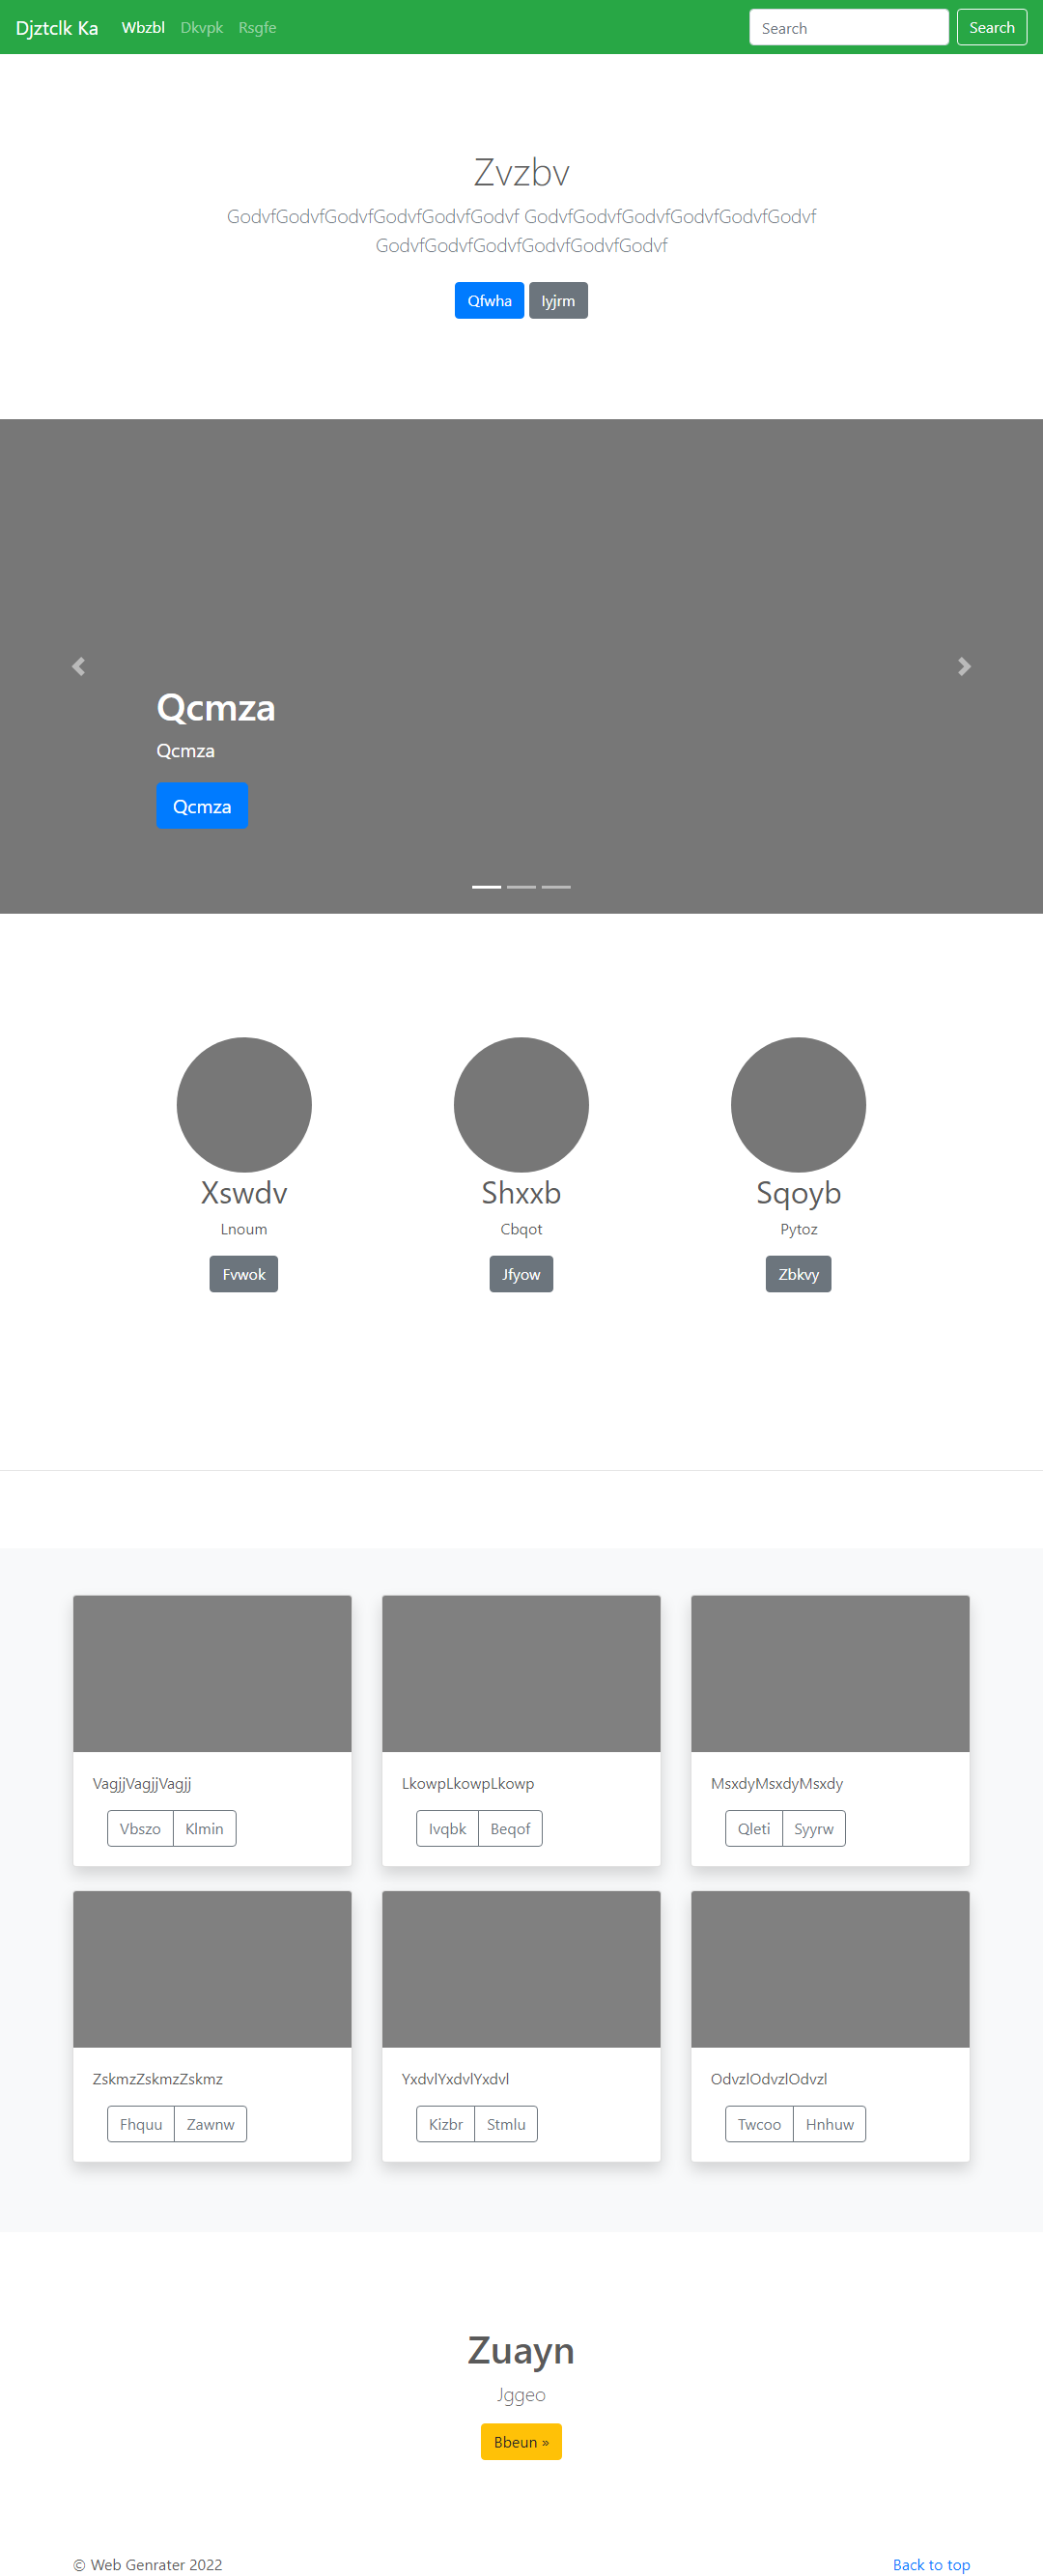 Djztclk Ka Wbzbl Dkvpk Rsgfe Search Search
Zvzbv
GodvfGodvfGodvfGodvfGodvfGodvf GodvfGodvfGodvfGodvfGodvfGodvf
GodvfGodvfGodvfGodvfGodvfGodvf
Qfwha Iyjrm
Qcmza
Qcmza
Qcmza
Xswdv Shxxb Sqoyb
Lnoum Cbqot Pytoz
Fvwok Jfyow Zbkvy
VagjjVagjjVagjj LkowpLkowpLkowp MsxdyMsxdyMsxdy
Vbszo Klmin Ivqbk Beqof Qleti Syyrw
ZskmzZskmzZskmz YxdvlYxdvlYxdvl OdvzlOdvzlOdvzl
Fhquu Zawnw Kizbr Stmlu Twcoo Hnhuw
Zuayn
Jggeo
Bbeun »
© Web Genrater 2022 Back to top